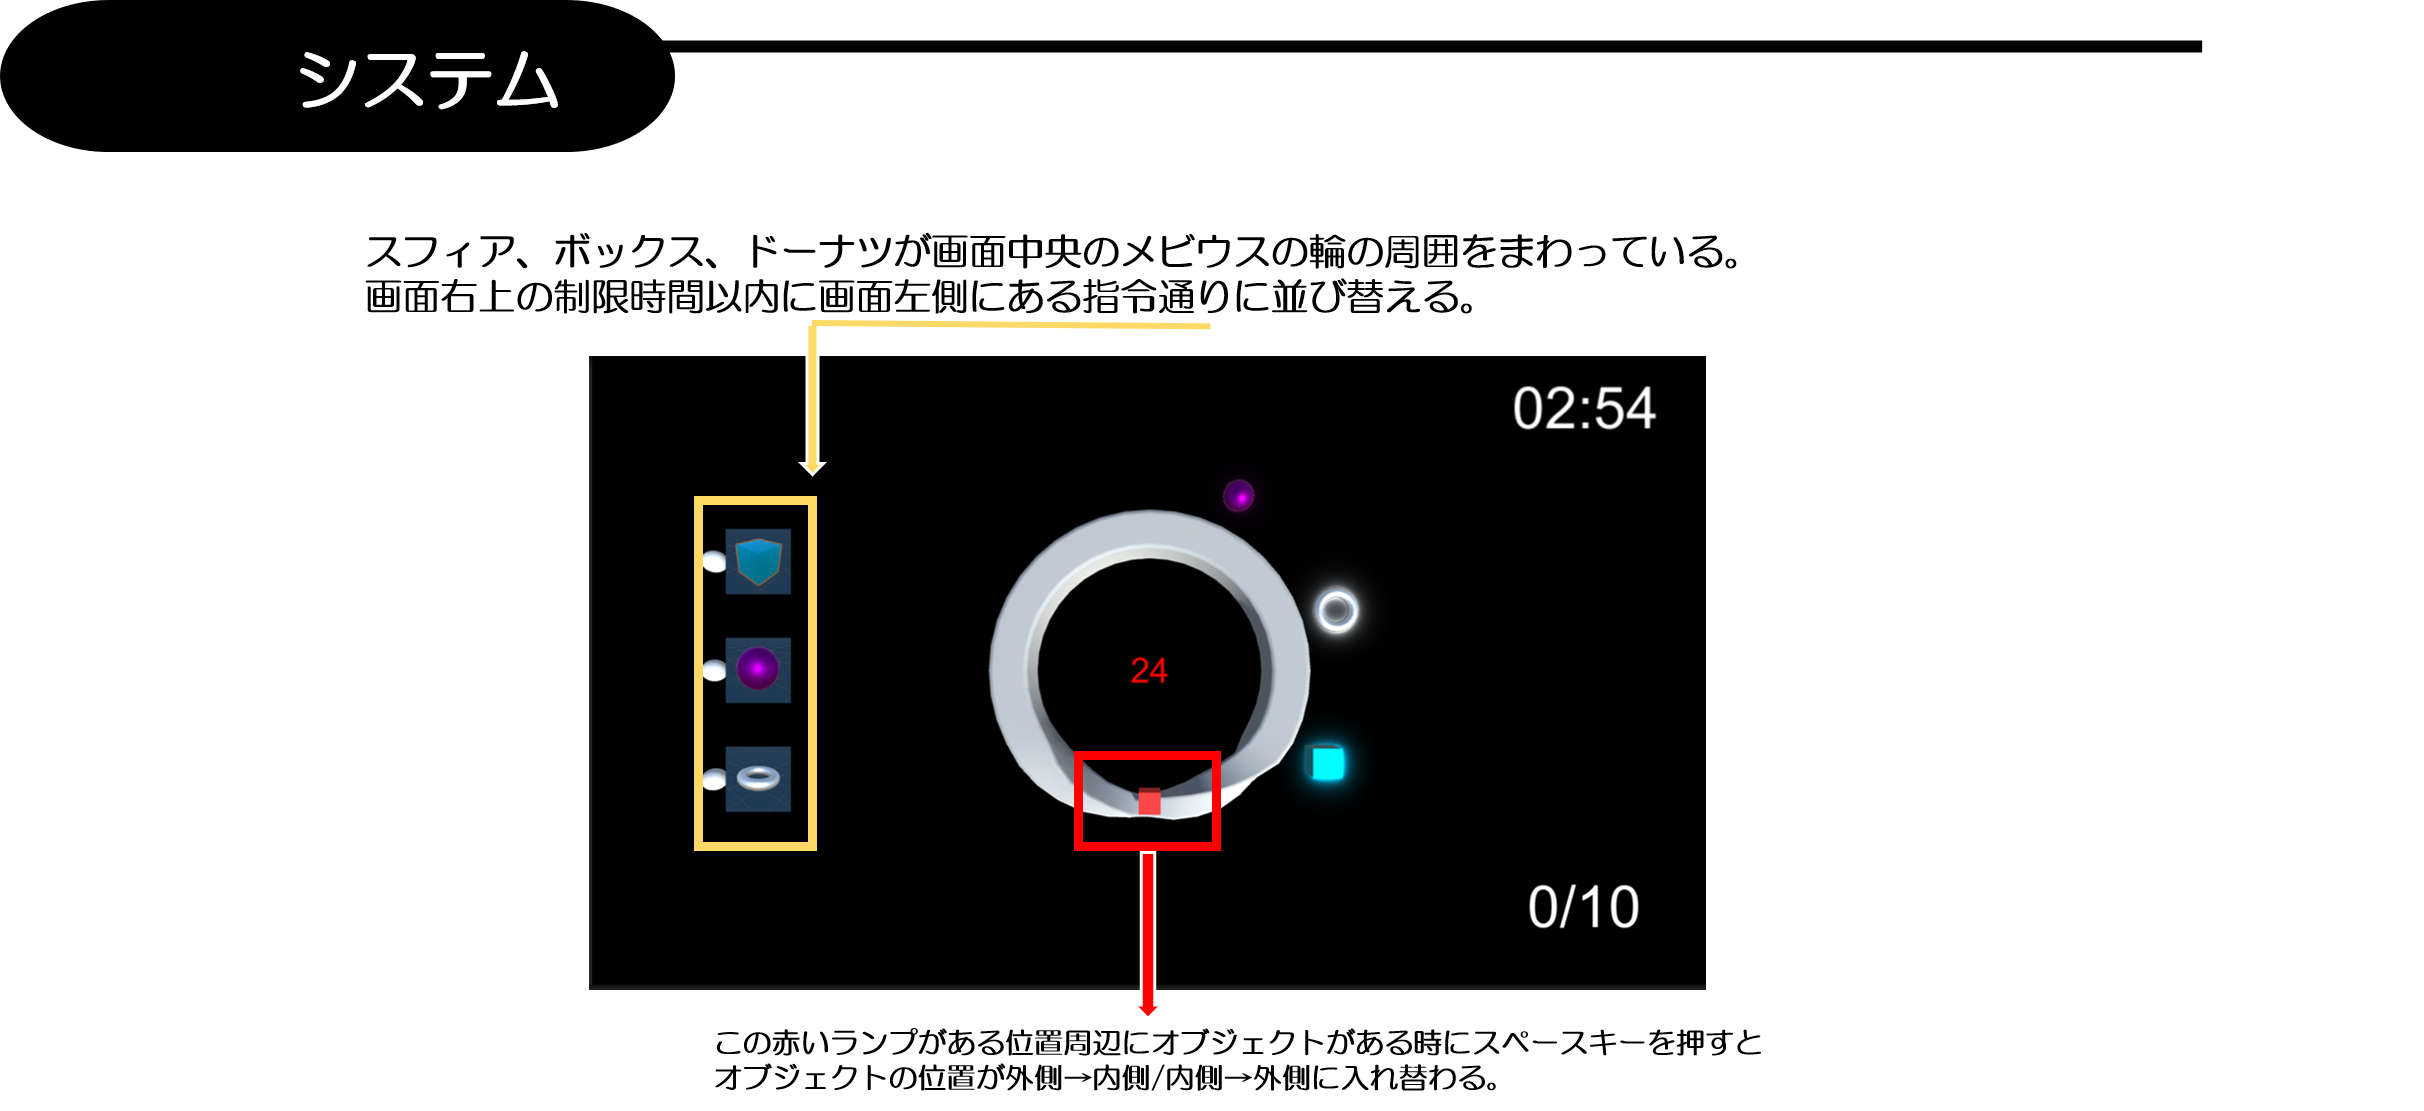 システム
スフィア、ボックス、ドーナツが画面中央のメビウスの輪の周囲をまわっている。
画面右上の制限時間以内に画面左側にある指令通りに並び替える。
02:54
24
0/10
この赤いランプがある位置周辺にオブジェクトがある時にスペースキーを押すと
オブジェクトの位置が外側→内側/内側→外側に入れ替わる。